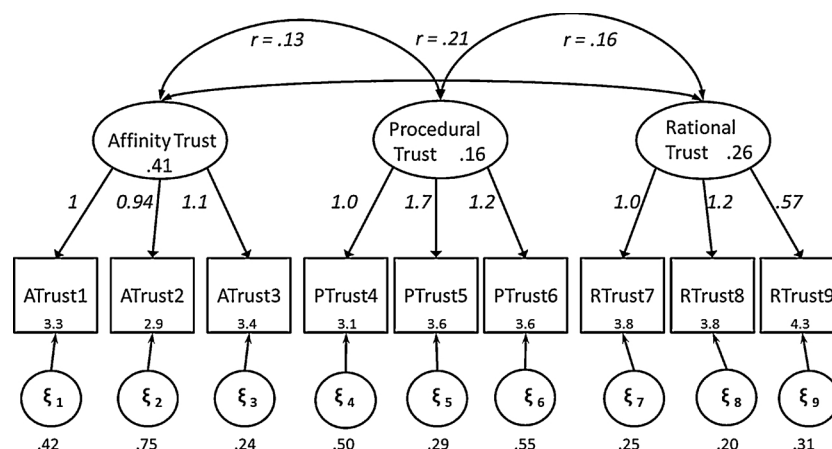 r = .13
r = .21
r = .16
Affinity Trust
.41
Procedural
Trust .16
Rational
Trust .26
1 0.94 1.1
1.0 1.7 1.2
1.0 1.2 .57
ATrust1
3.3
ATrust2
2.9
ATrust3
3.4
PTrust4
3.1
PTrust5
3.6
PTrust6
3.6
RTrust7
3.8
RTrust8
3.8
RTrust9
4.3
ξ 1
ξ 2
ξ 3
ξ 4
ξ 5
ξ 6
ξ 7
ξ 8
ξ 9
.42 .75 .24 .50 .29 .55 .25 .20 .31